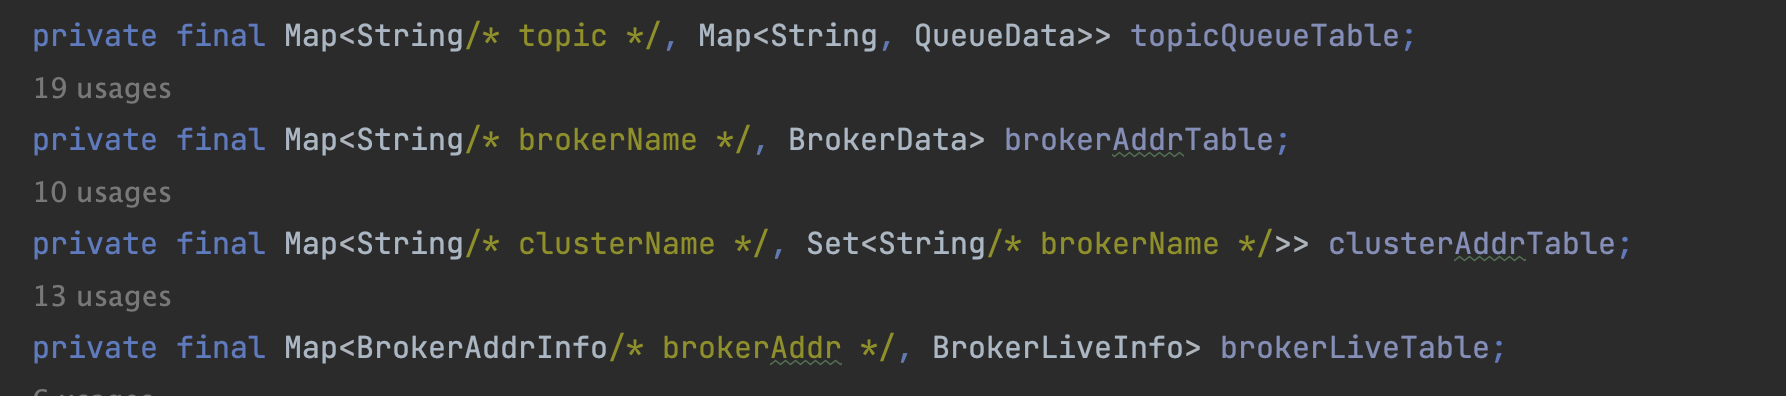 private final Map<String/* topic */, Map<String, QueueData>> topicQueueTable;
19 usages
private final Map<String/* brokerName */, BrokerData> brokerAddrTable;
10 usages
private final Map<String/* clusterName */, Set<String/* brokerName */>> clusterAddrTable;
13 usages
private final Map<BrokerAddrInfo/* brokerAddr */, BrokerLiveInfo> brokerLiveTable;
usages